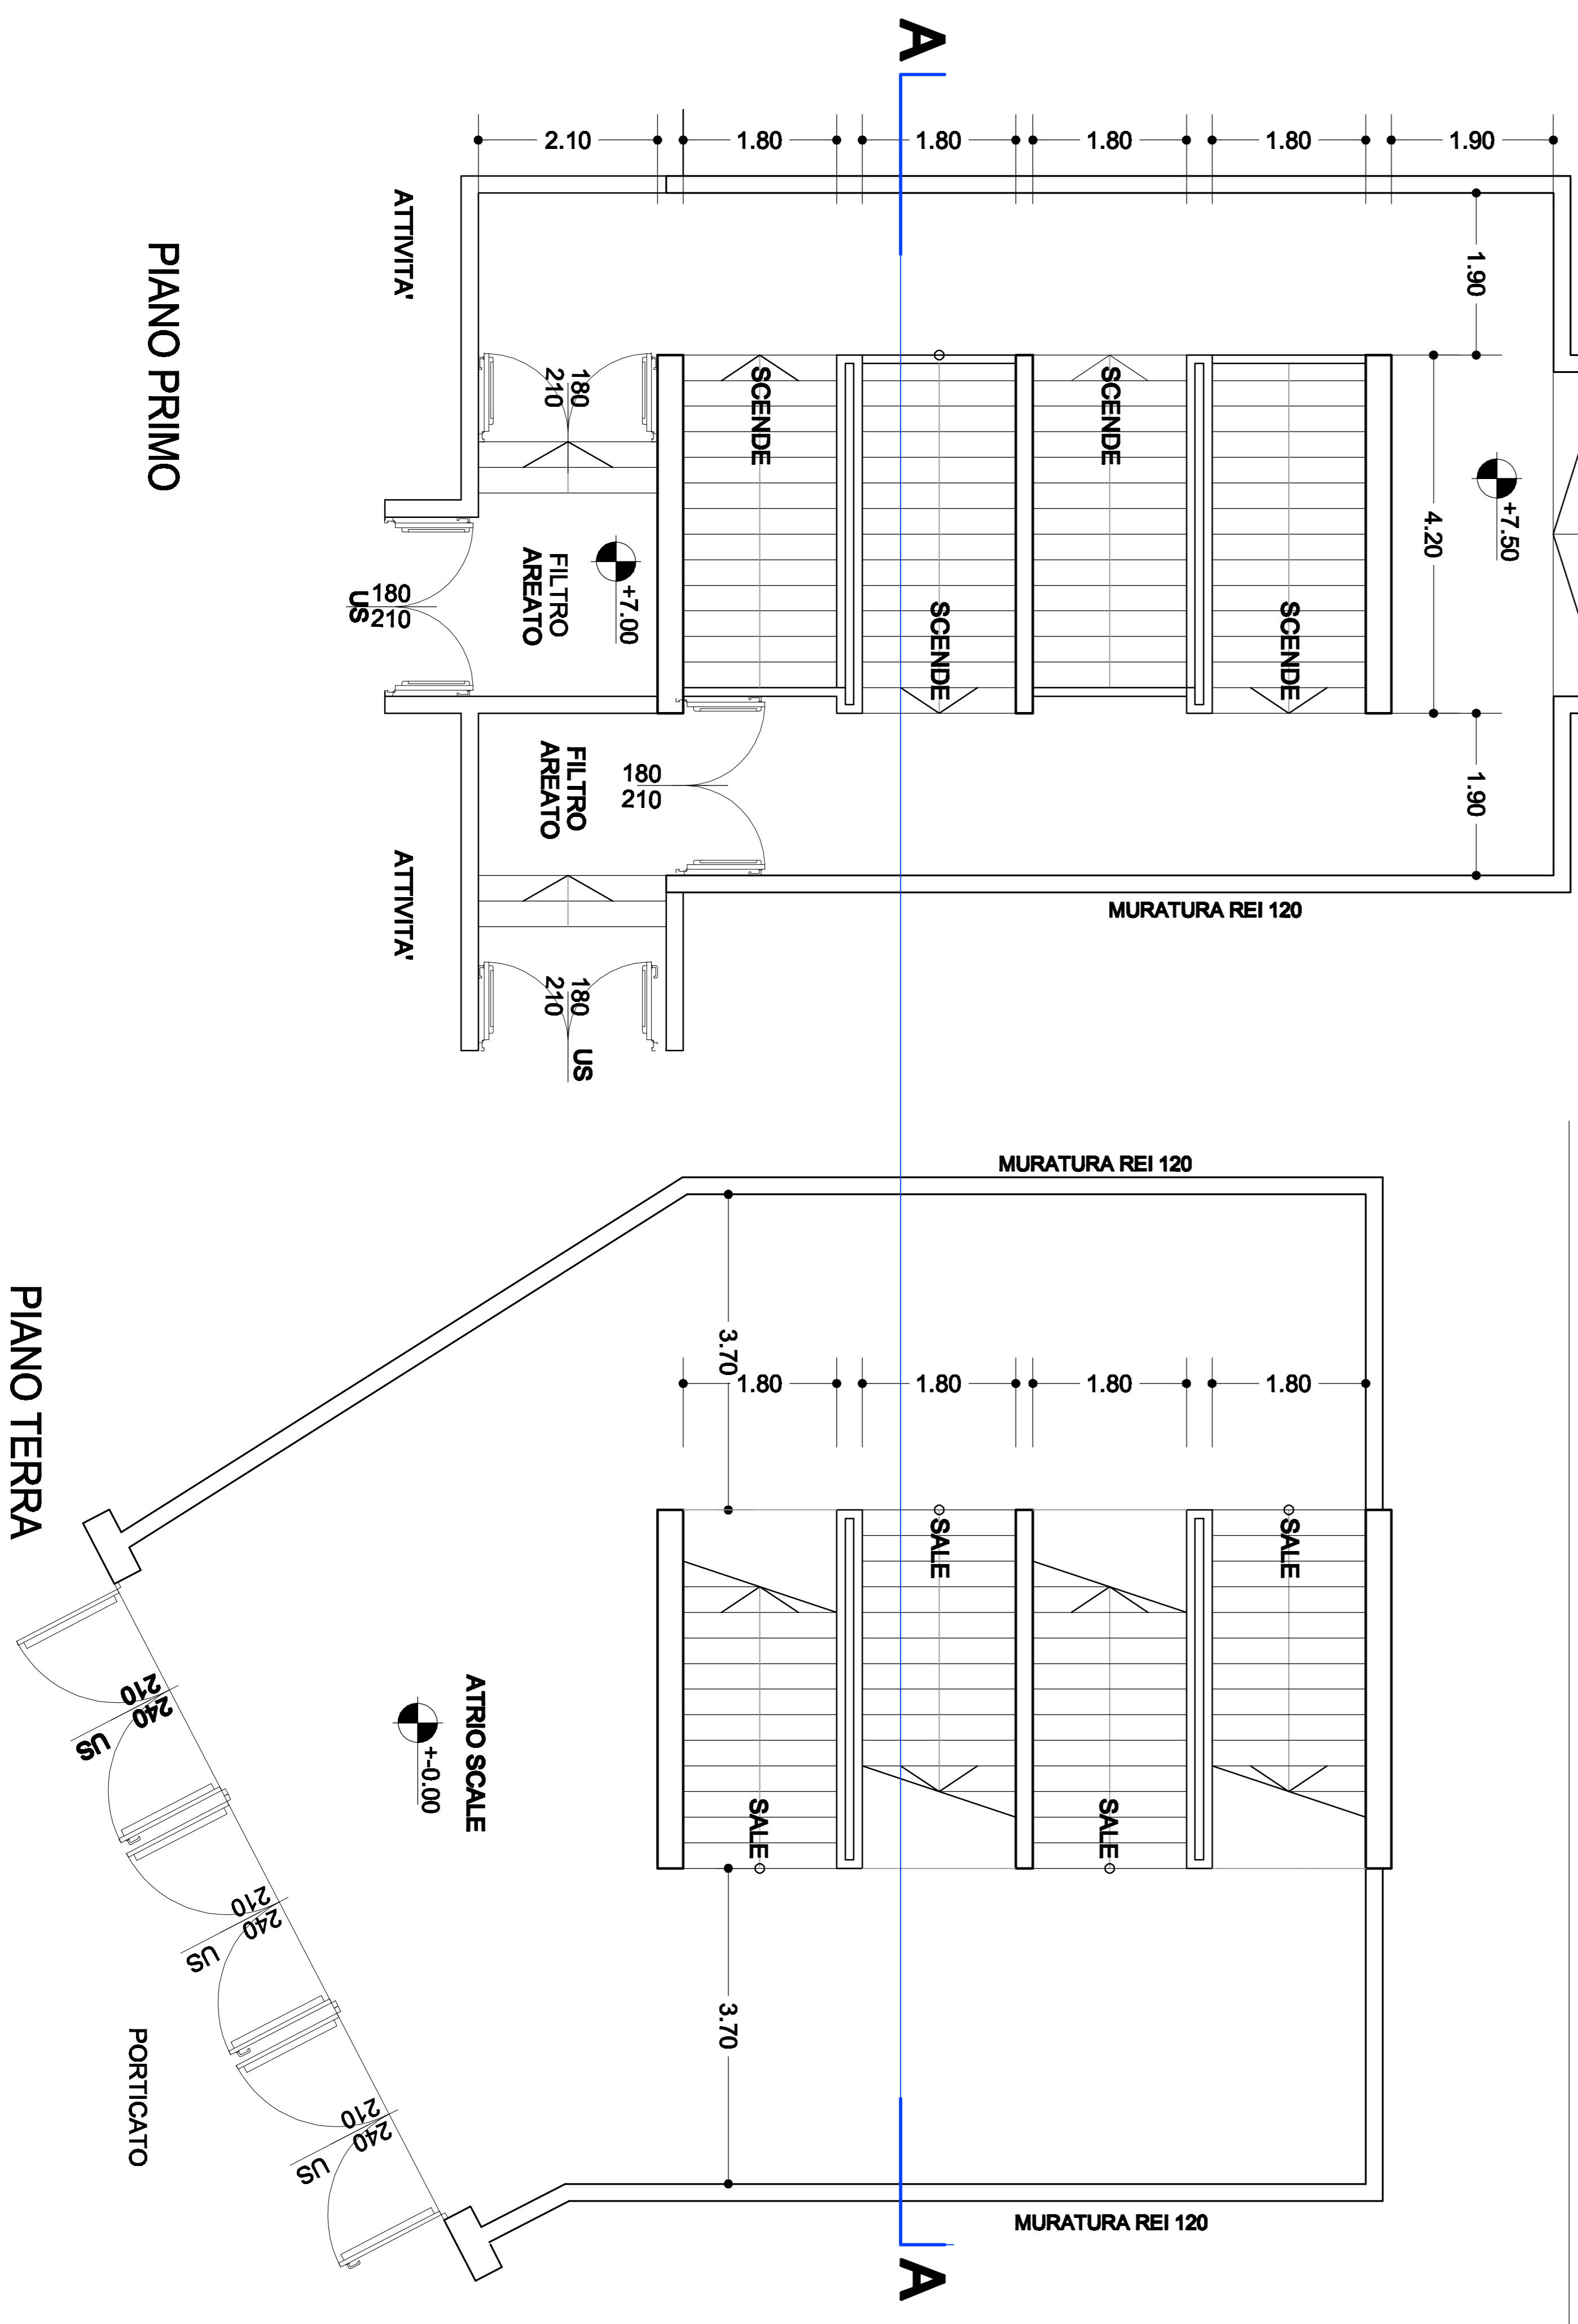 A
2.10
1.80
1.80
1.80
1.80
1.90
ATTIVITA'
PIANO PRIMO
1.90
180
210
SCENDE
SCENDE
+7.50
4.20
FILTRO
AREATO
+7.00
SCENDE
SCENDE
180
210
US
FILTRO
AREATO
180
210
1.90
ATTIVITA'
MURATURA REI 120
180
210
US
MURATURA REI 120
3.70
1.80
1.80
1.80
1.80
PIANO TERRA
SALE
SALE
ATRIO SCALE
+-0.00
210
240
US
SALE
SALE
210
240
US
3.70
PORTICATO
210
240
US
MURATURA REI 120
A